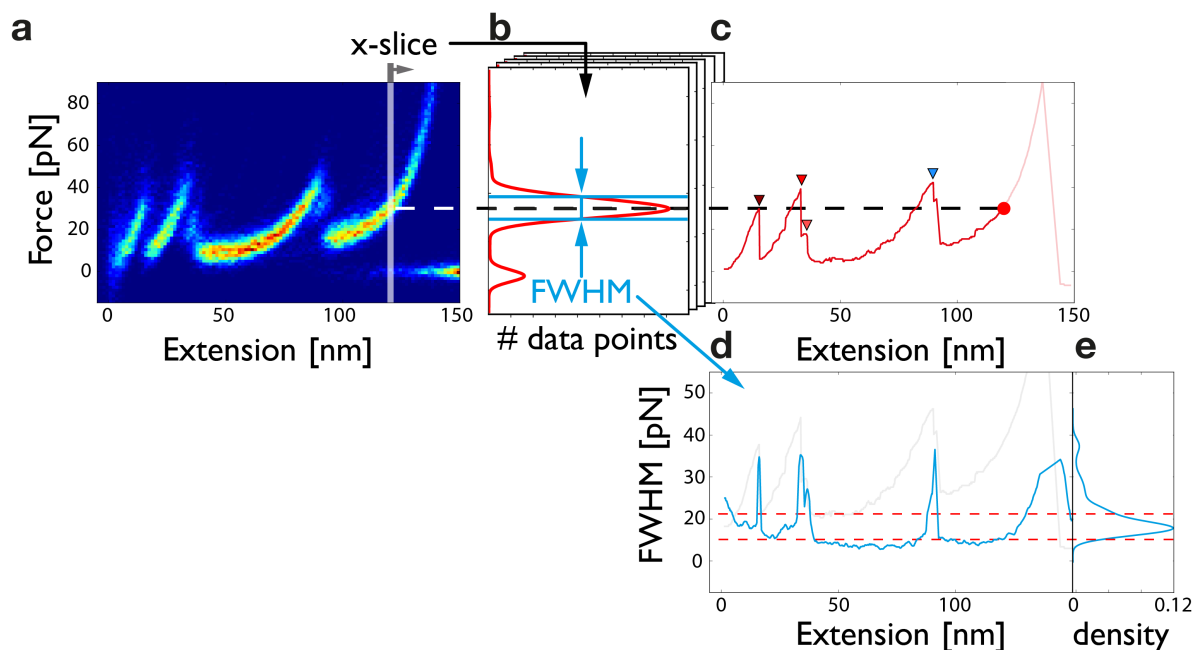 a
b
c
x-slice
Force [pN]
80
60
40
20
0
50
100
150
Extension [nm]
FWHM
# data points
0
50
100
150
Extension [nm]
d
e
FWHM [pN]
50
40
30
20
10
0
0
50
100
0
0.12
Extension [nm]
density